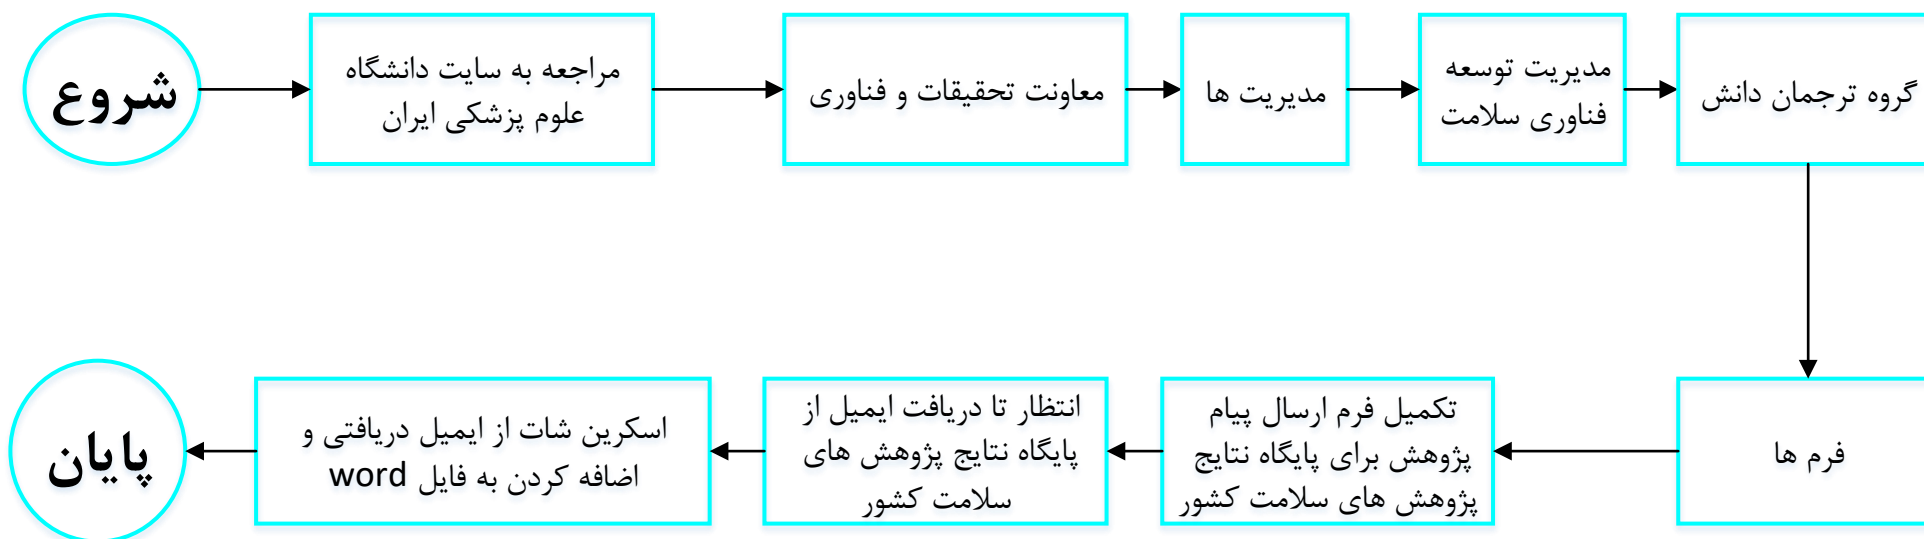 شروع
مراجعه به سایت دانشگاه
علوم پزشکی ایران
معاونت تحقیقات و فناوری
مدیریت ها
مدیریت توسعه
فناوری سلامت
گروه ترجمان دانش
فرم ها
تکمیل فرم ارسال پیام
پژوهش برای پایگاه نتایج
پژوهش های سلامت کشور
انتظار تا دریافت ایمیل از
پایگاه نتایج پژوهش های
سلامت کشور
اسکرین شات از ایمیل دریافتی و
اضافه کردن به فایل word
پایان